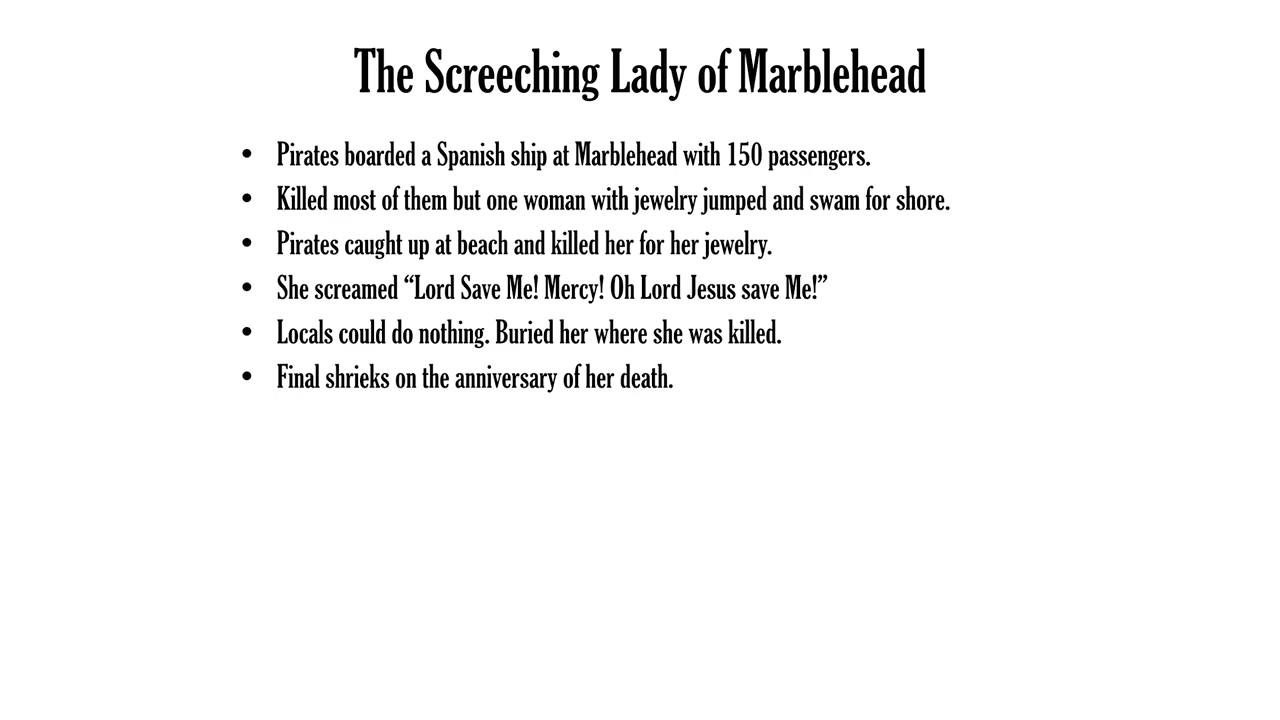 The Screeching Lady of Marblehead
• Pirates boarded a Spanish ship at Marblehead with 150 passengers.
• Killed most of them but one woman with jewelry jumped and swam for shore.
• Pirates caught up at beach and killed her for her jewelry.
• She screamed “Lord Save Me! Mercy! Oh Lord Jesus save Me!”
• Locals could do nothing. Buried her where she was killed.
• Final shrieks on the anniversary of her death.